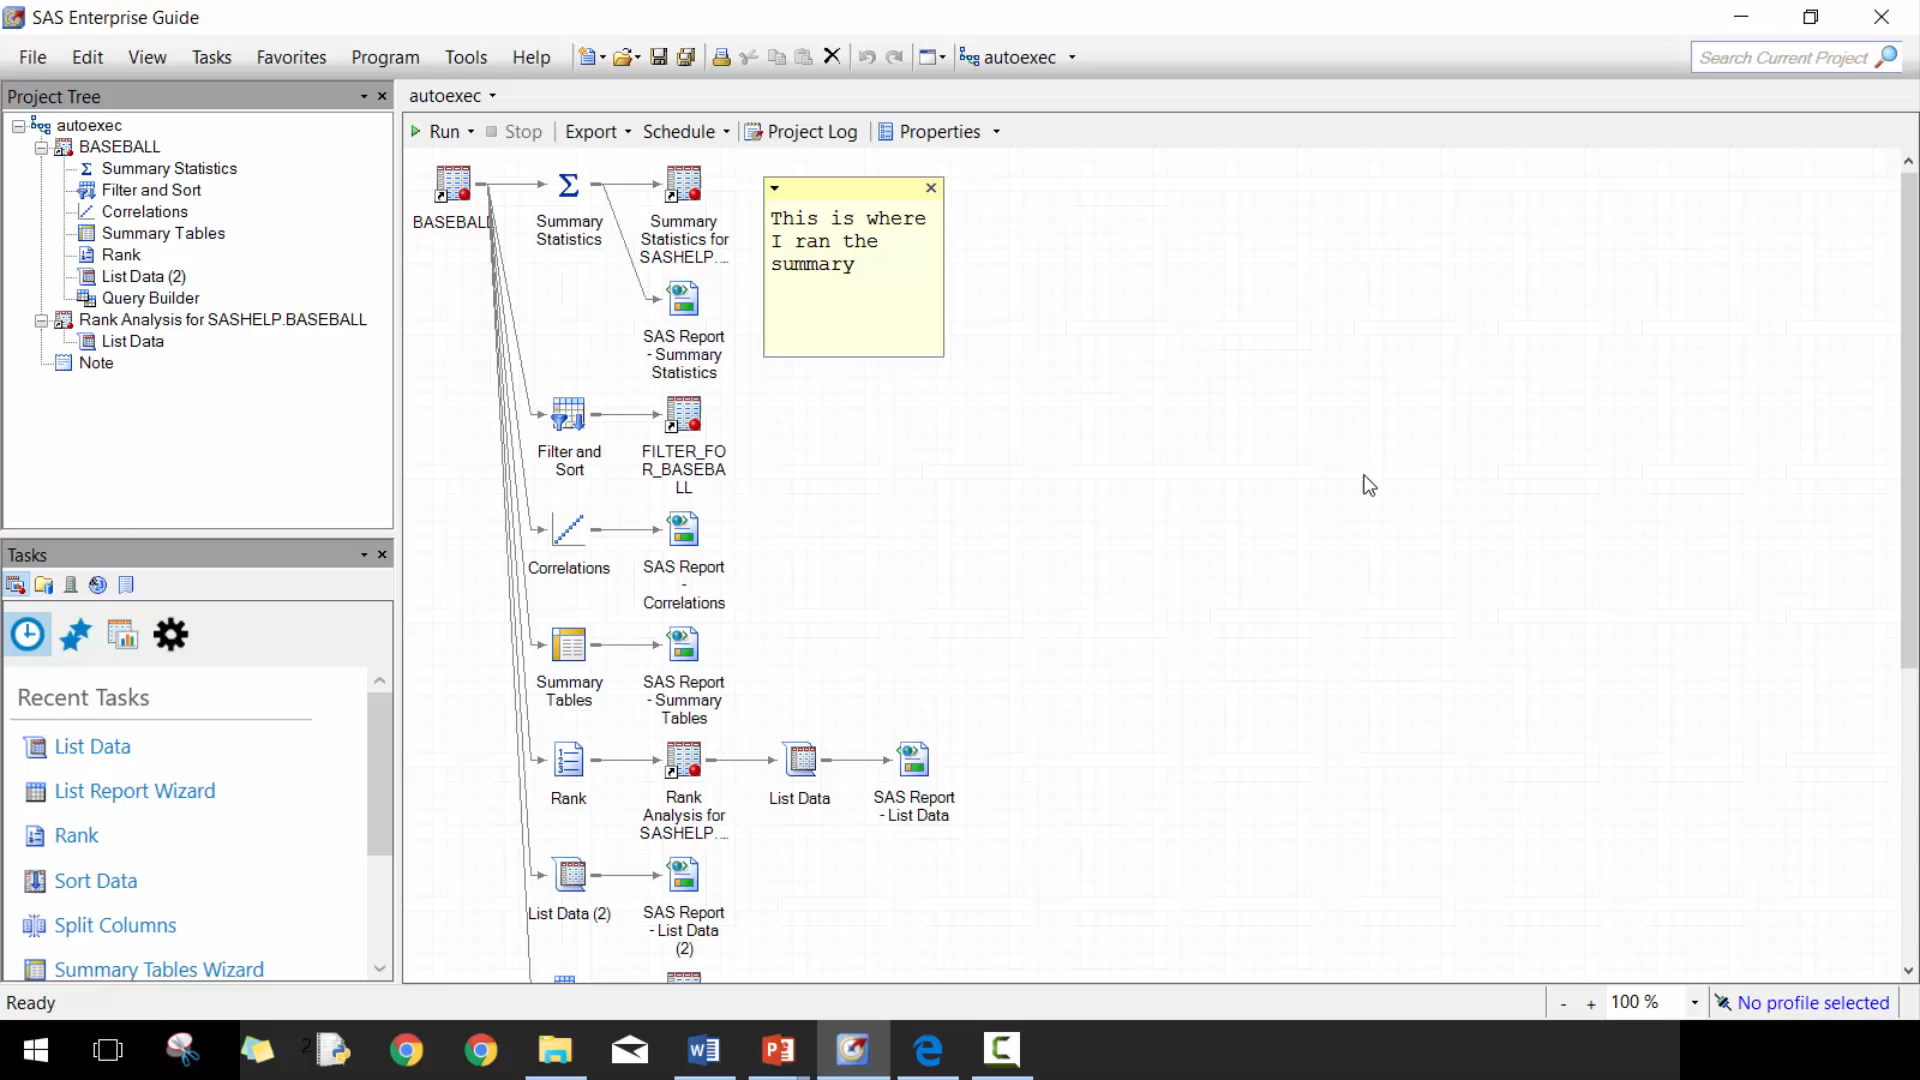 SAS Enterprise Guide
File Edit View Tasks Favorites Program Tools Help autoexec
Search Current Project
Project Tree
autoexec
BASEBALL
Summary Statistics
Filter and Sort
Correlations
Summary Tables
Rank
List Data (2)
Query Builder
Rank Analysis for SASHELP.BASEBALL
List Data
Note
Tasks
Recent Tasks
List Data
List Report Wizard
Rank
Sort Data
Split Columns
Summary Tables Wizard
autoexec
Run Stop Export Schedule Project Log Properties
BASEBALL
Summary
Statistics
Summary
Statistics for
SASHELP....
This is where
I ran the
summary
SAS Report
- Summary
Statistics
Filter and
Sort
FILTER_FO
R_BASEBA
LL
Correlations
SAS Report
-
Correlations
Summary
Tables
SAS Report
- Summary
Tables
Rank
Rank
Analysis for
SASHELP....
List Data
SAS Report
- List Data
List Data (2)
SAS Report
- List Data
(2)
Ready
- + 100 % No profile selected